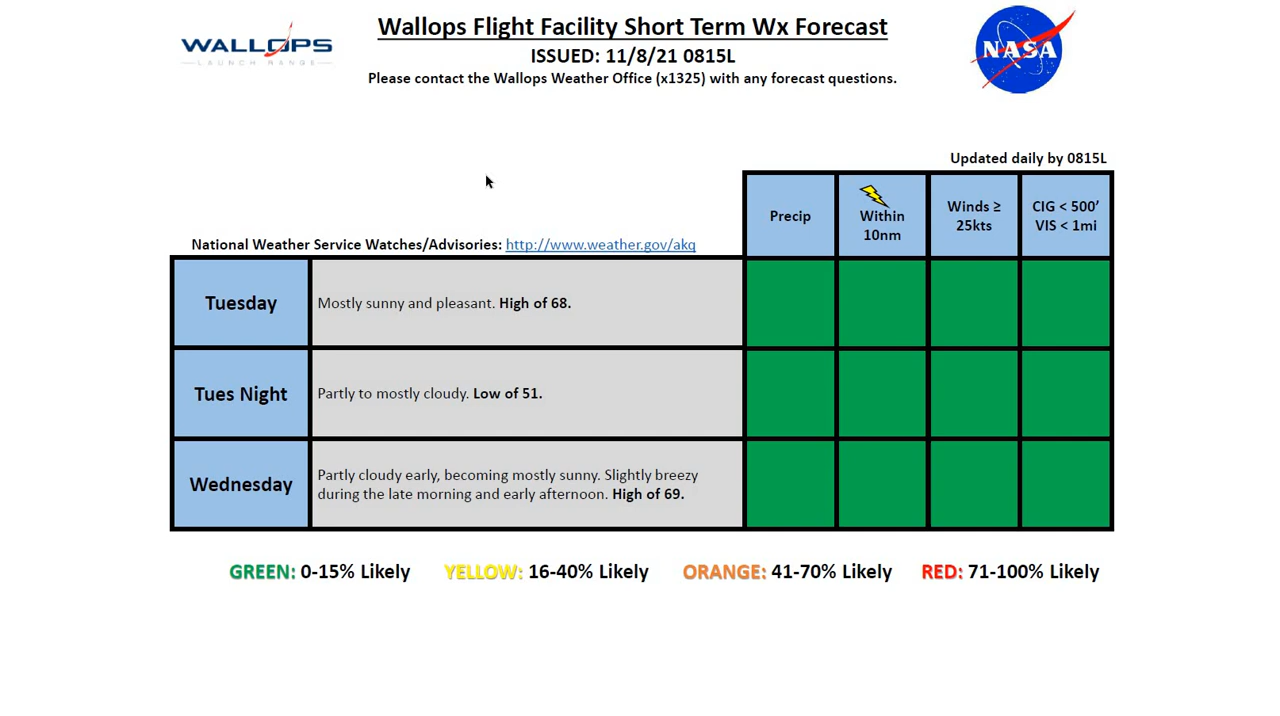 WALLOPS
LAUNCH RANGE
Wallops Flight Facility Short Term Wx Forecast
ISSUED: 11/8/21 0815L
Please contact the Wallops Weather Office (x1325) with any forecast questions.
NASA
Updated daily by 0815L
National Weather Service Watches/Advisories: http://www.weather.gov/akq
Precip
Within
10nm
Winds ≥
25kts
CIG < 500’
VIS < 1mi
Tuesday
Mostly sunny and pleasant. High of 68.
Tues Night
Partly to mostly cloudy. Low of 51.
Wednesday
Partly cloudy early, becoming mostly sunny. Slightly breezy
during the late morning and early afternoon. High of 69.
GREEN: 0-15% Likely YELLOW: 16-40% Likely ORANGE: 41-70% Likely RED: 71-100% Likely